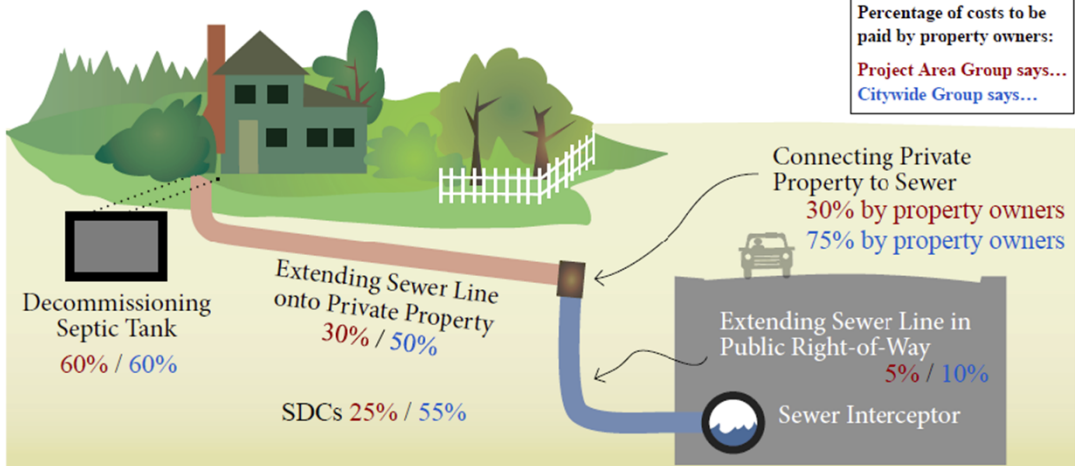 Percentage of costs to be
paid by property owners:
Project Area Group says…
Citywide Group says…
Connecting Private
Property to Sewer
30% by property owners
75% by property owners
Decommissioning
Septic Tank
60% / 60%
Extending Sewer Line
onto Private Property
30% / 50%
SDCs 25% / 55%
Extending Sewer Line in
Public Right-of-Way
5% / 10%
Sewer Interceptor